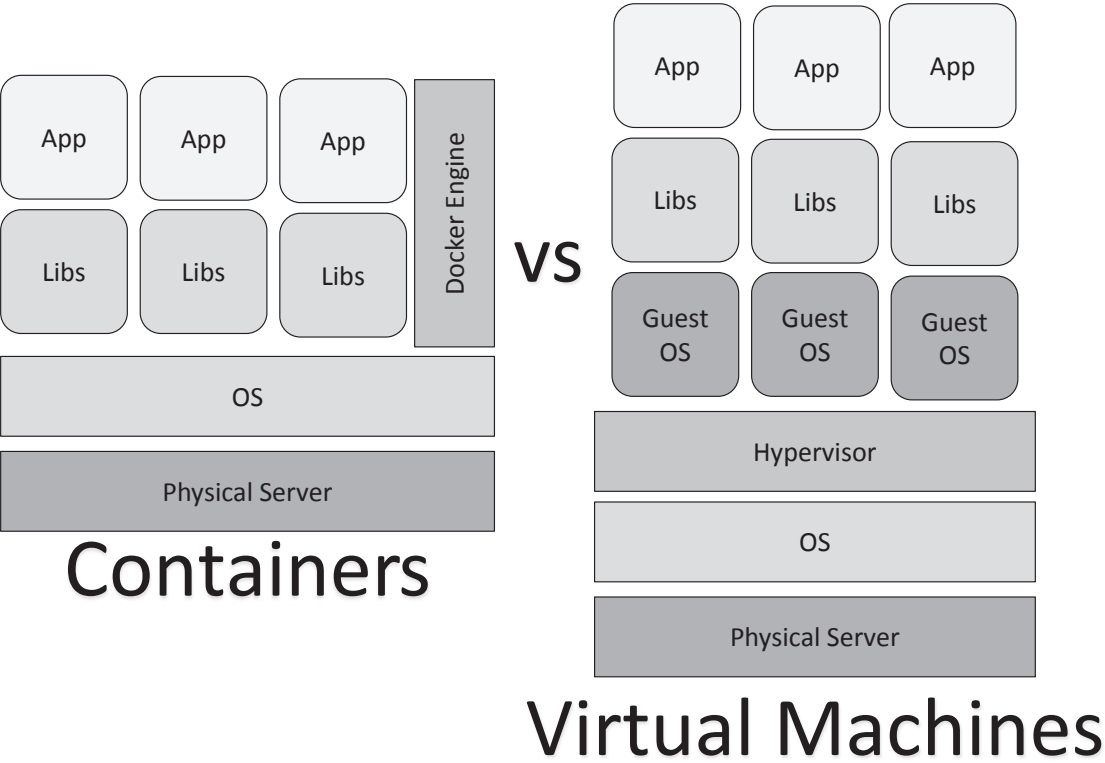 App
App
App
Docker Engine
Libs
Libs
Libs
OS
Physical Server
Containers
vs
App
App
App
Libs
Libs
Libs
Guest
OS
Guest
OS
Guest
OS
Hypervisor
OS
Physical Server
Virtual Machines